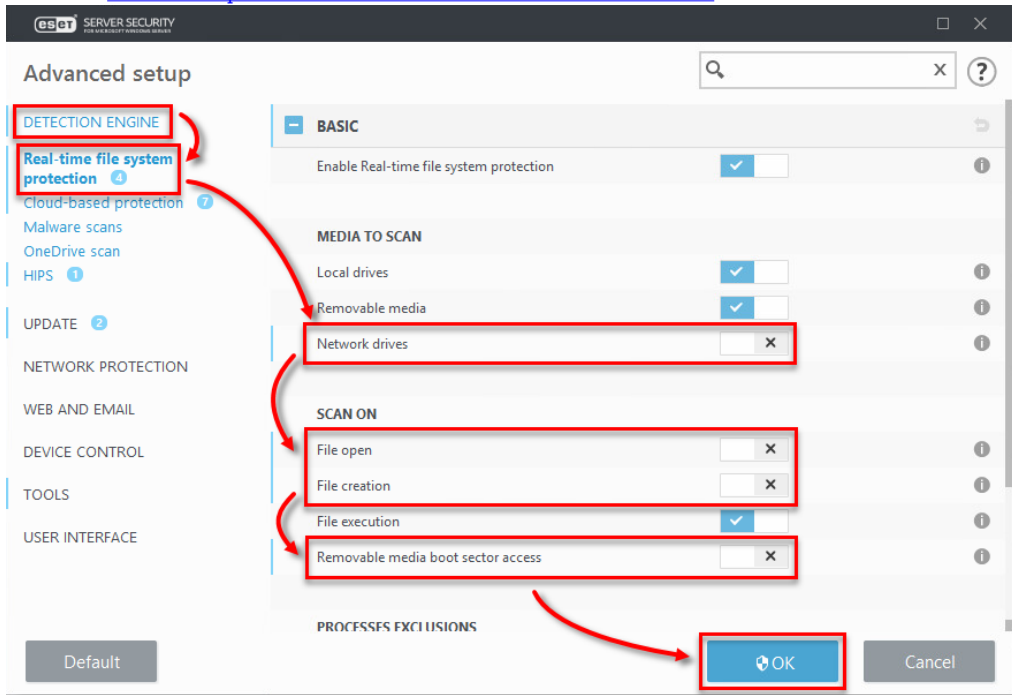 eset SERVER SECURITY
FOR MICROSOFT WINDOWS SERVER
Advanced setup
x
?
DETECTION ENGINE
Real-time file system
protection 4
Cloud-based protection 7
Malware scans
OneDrive scan
HIPS 1
UPDATE 2
NETWORK PROTECTION
WEB AND EMAIL
DEVICE CONTROL
TOOLS
USER INTERFACE
BASIC
Enable Real-time file system protection
MEDIA TO SCAN
Local drives
Removable media
Network drives
SCAN ON
File open
File creation
File execution
Removable media boot sector access
PROCESSES EXCLUSIONS
Default
OK
Cancel